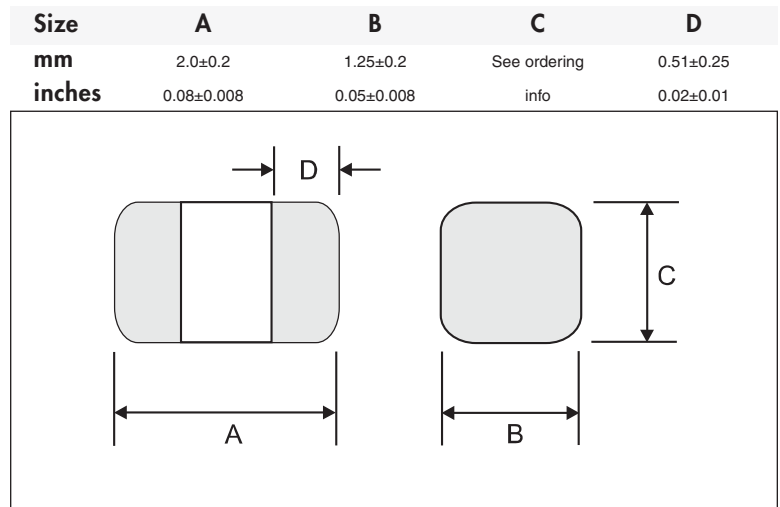 Size A B C D
mm 2.0±0.2 1.25±0.2 See ordering 0.51±0.25
inches 0.08±0.008 0.05±0.008 info 0.02±0.01
D
C
A
B